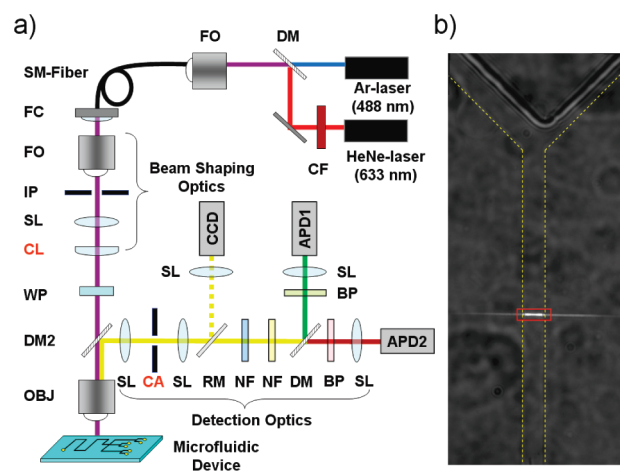 a)
b)
FO
DM
SM-Fiber
Ar-laser
(488 nm)
FC
FO
HeNe-laser
(633 nm)
CF
Beam Shaping
Optics
IP
SL
CL
CCD
APD1
SL
SL
WP
BP
DM2
APD2
SL CA SL RM NF NF DM BP SL
OBJ
Detection Optics
Microfluidic
Device